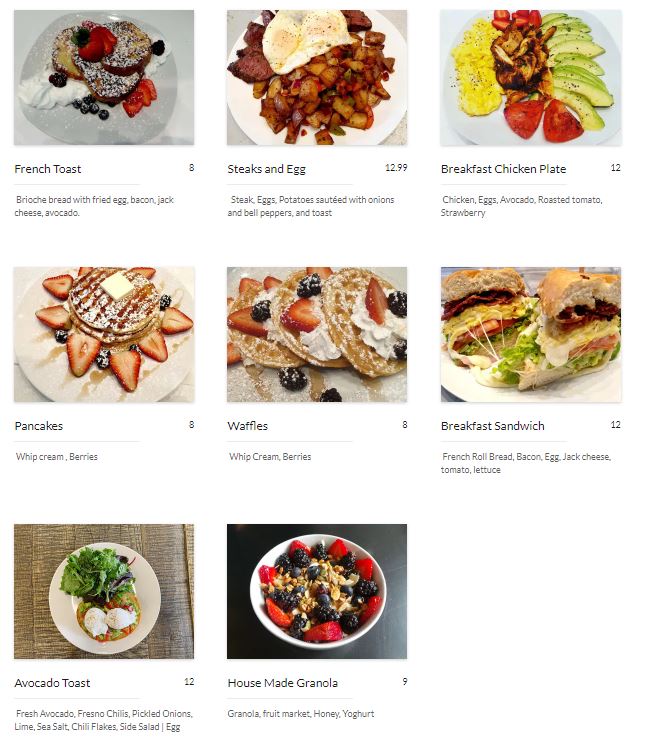 French Toast 8
Brioche bread with fried egg, bacon, jack
cheese, avocado.
Steaks and Egg 12.99
Steak, Eggs, Potatoes sautéed with onions
and bell peppers, and toast
Breakfast Chicken Plate 12
Chicken, Eggs, Avocado, Roasted tomato,
Strawberry
Pancakes 8
Whip cream , Berries
Waffles 8
Whip Cream, Berries
Breakfast Sandwich 12
French Roll Bread, Bacon, Egg, Jack cheese,
tomato, lettuce
Avocado Toast 12
Fresh Avocado, Fresno Chilis, Pickled Onions,
Lime, Sea Salt, Chili Flakes, Side Salad | Egg
House Made Granola 9
Granola, fruit market, Honey, Yoghurt